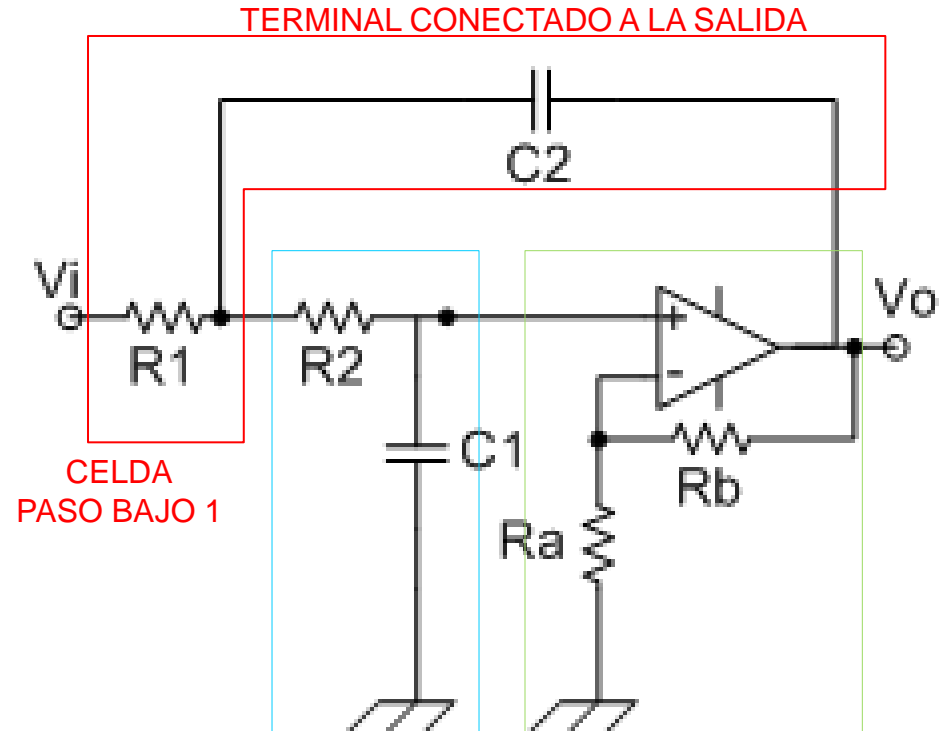 TERMINAL CONECTADO A LA SALIDA
C2
Vi
Vo
R1
R2
+
-
C1
Rb
CELDA
PASO BAJO 1
Ra